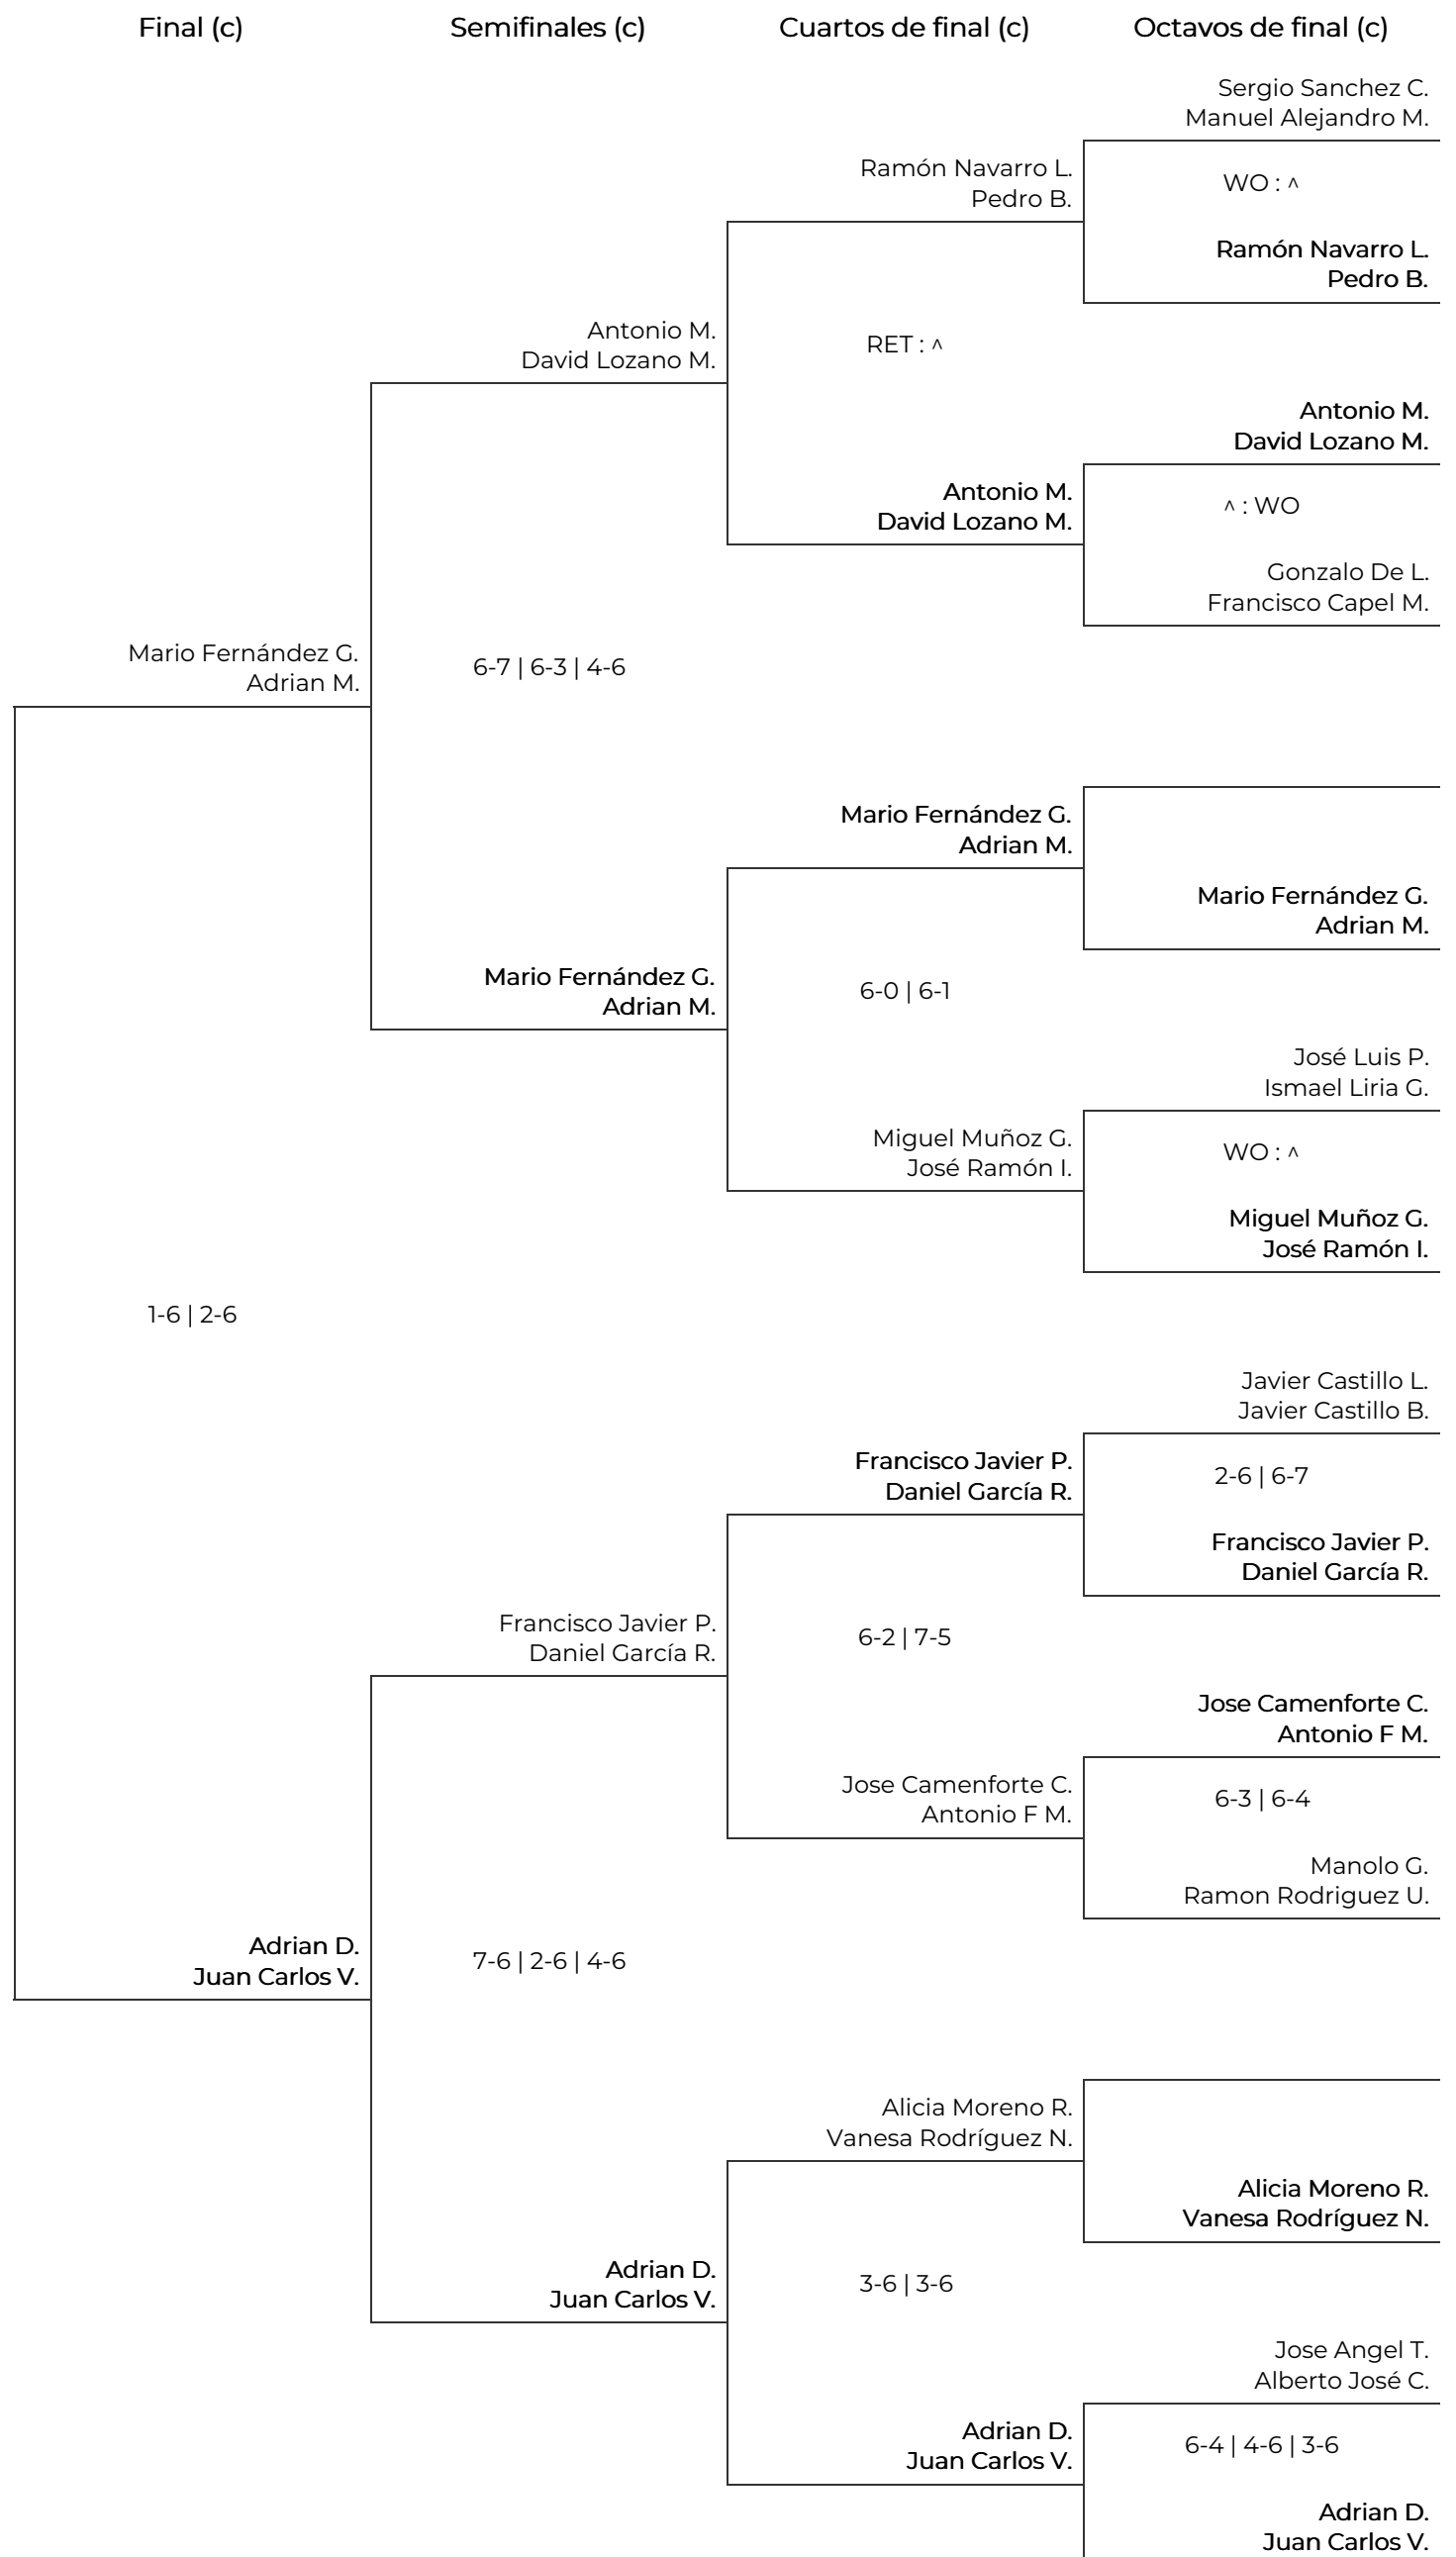 Final (c)
Semifinales (c)
Cuartos de final (c)
Octavos de final (c)
Sergio Sanchez C.
Manuel Alejandro M.
Ramón Navarro L.
Pedro B.
WO : ^
Ramón Navarro L.
Pedro B.
Antonio M.
David Lozano M.
RET : ^
Antonio M.
David Lozano M.
Antonio M.
David Lozano M.
^ : WO
Gonzalo De L.
Francisco Capel M.
Mario Fernández G.
Adrian M.
6-7 | 6-3 | 4-6
Mario Fernández G.
Adrian M.
Mario Fernández G.
Adrian M.
Mario Fernández G.
Adrian M.
6-0 | 6-1
José Luis P.
Ismael Liria G.
Miguel Muñoz G.
José Ramón I.
WO : ^
Miguel Muñoz G.
José Ramón I.
1-6 | 2-6
Javier Castillo L.
Javier Castillo B.
Francisco Javier P.
Daniel García R.
2-6 | 6-7
Francisco Javier P.
Daniel García R.
Francisco Javier P.
Daniel García R.
6-2 | 7-5
Jose Camenforte C.
Antonio F M.
Jose Camenforte C.
Antonio F M.
6-3 | 6-4
Manolo G.
Ramon Rodriguez U.
Adrian D.
Juan Carlos V.
7-6 | 2-6 | 4-6
Alicia Moreno R.
Vanesa Rodríguez N.
Alicia Moreno R.
Vanesa Rodríguez N.
Adrian D.
Juan Carlos V.
3-6 | 3-6
Jose Angel T.
Alberto José C.
Adrian D.
Juan Carlos V.
6-4 | 4-6 | 3-6
Adrian D.
Juan Carlos V.